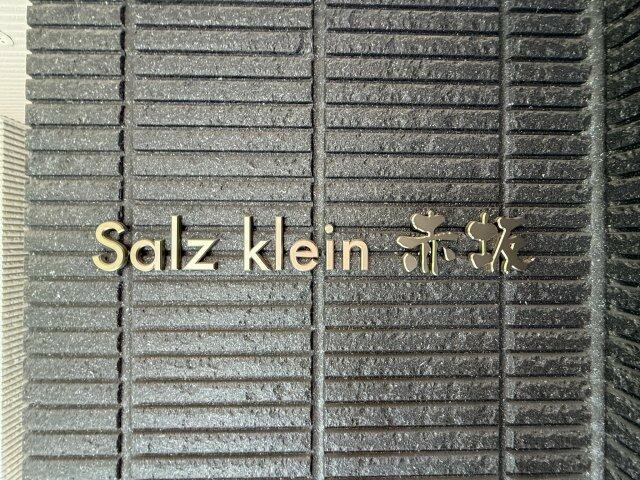 Salz klein 赤坂